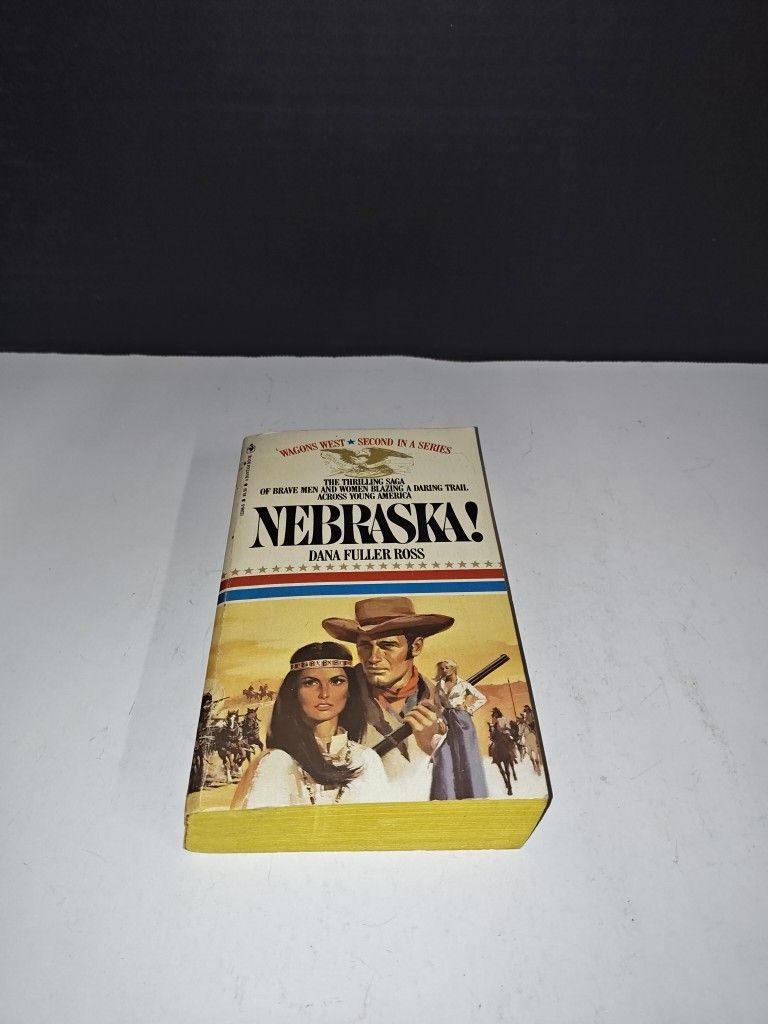 WAGONS WEST ★ SECOND IN A SERIES
THE THRILLING SAGA
OF BRAVE MEN AND WOMEN BLAZING A DARING TRAIL
ACROSS YOUNG AMERICA
NEBRASKA!
DANA FULLER ROSS